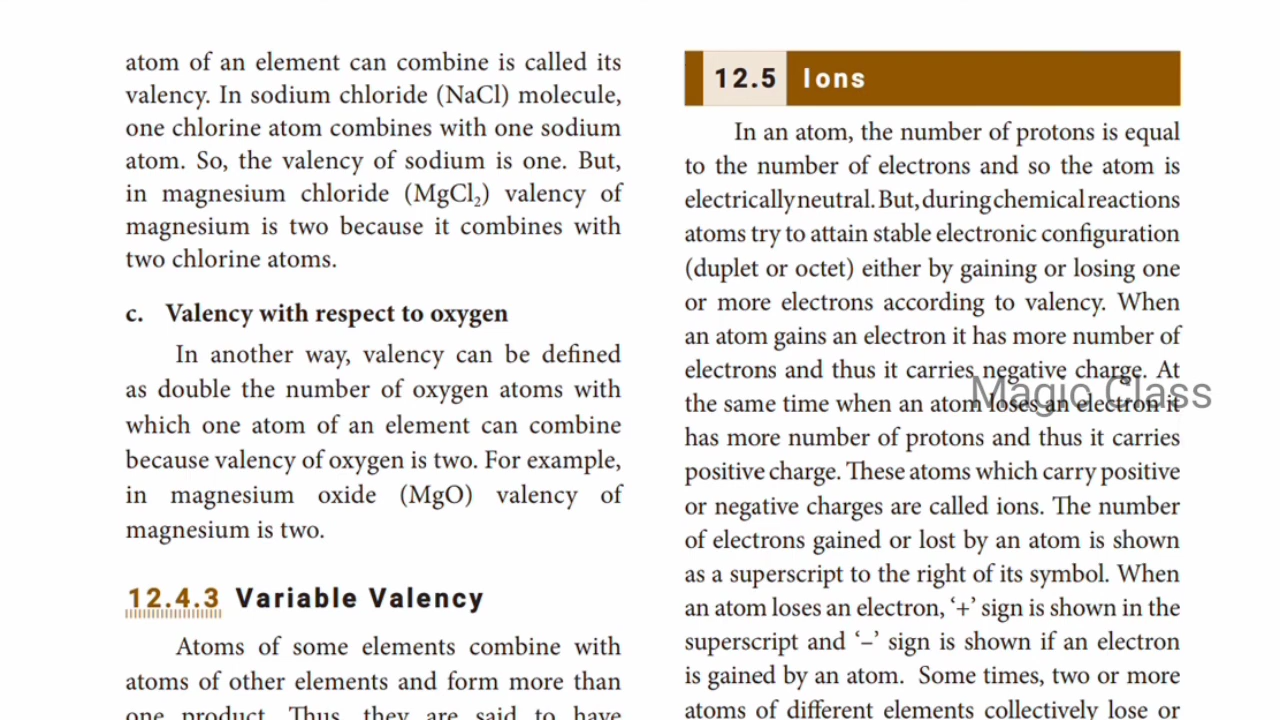 atom of an element can combine is called its
valency. In sodium chloride (NaCl) molecule,
one chlorine atom combines with one sodium
atom. So, the valency of sodium is one. But,
in magnesium chloride (MgCl₂) valency of
magnesium is two because it combines with
two chlorine atoms.
c. Valency with respect to oxygen
In another way, valency can be defined
as double the number of oxygen atoms with
which one atom of an element can combine
because valency of oxygen is two. For example,
in magnesium oxide (MgO) valency of
magnesium is two.
12.4.3 Variable Valency
Atoms of some elements combine with
atoms of other elements and form more than
one product. Thus, they are said to have
12.5 Ions
In an atom, the number of protons is equal
to the number of electrons and so the atom is
electrically neutral. But, during chemical reactions
atoms try to attain stable electronic configuration
(duplet or octet) either by gaining or losing one
or more electrons according to valency. When
an atom gains an electron it has more number of
electrons and thus it carries negative charge. At
the same time when an atom loses an electron it
has more number of protons and thus it carries
positive charge. These atoms which carry positive
or negative charges are called ions. The number
of electrons gained or lost by an atom is shown
as a superscript to the right of its symbol. When
an atom loses an electron, ‘+’ sign is shown in the
superscript and ‘–’ sign is shown if an electron
is gained by an atom. Some times, two or more
atoms of different elements collectively lose or
Magic Class